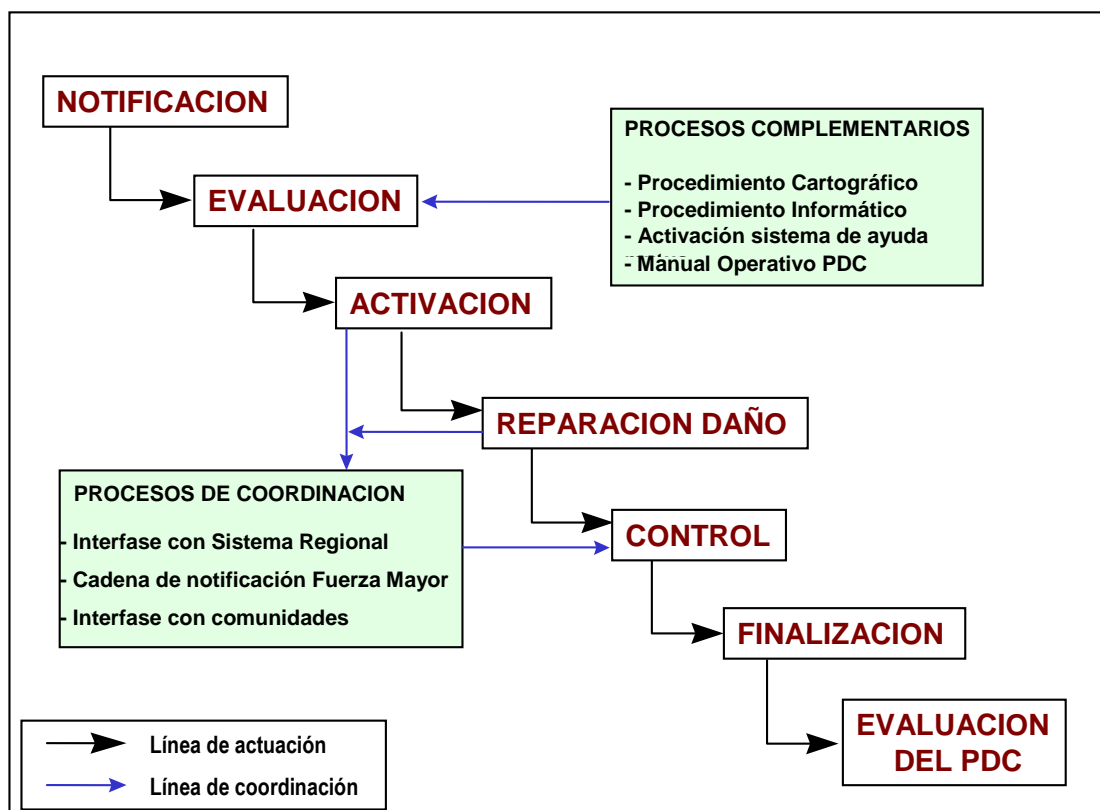 NOTIFICACION
PROCESOS COMPLEMENTARIOS
- Procedimiento Cartográfico
- Procedimiento Informático
- Activación sistema de ayuda
- Manual Operativo PDC
EVALUACION
ACTIVACION
REPARACION DAÑO
PROCESOS DE COORDINACION
- Interfase con Sistema Regional
- Cadena de notificación Fuerza Mayor
- Interfase con comunidades
CONTROL
FINALIZACION
EVALUACION
DEL PDC
Línea de actuación
Línea de coordinación